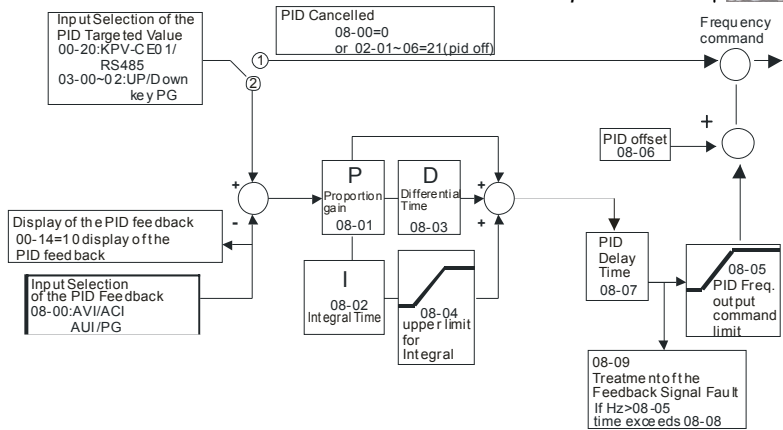 Input Selection of the
PID Targeted Value
00-20:KPV-CE01/
RS485
03-00~02:UP/Down
key PG
PID Cancelled
08-00=0
or 02-01~06=21(pid off)
Frequency
command
1
2
+
PID offset
08-06
P
Proportion
gain
08-01
D
Differential
Time
08-03
+
-
+
+
Display of the PID feedback
00-14=10 display of the
PID feedback
Input Selection
of the PID Feedback
08-00:AVI/ACI
AUI/PG
I
08-02
Integral Time
08-04
upper limit
for
Integral
PID
Delay
Time
08-07
08-05
PID Freq.
output
command
limit
08-09
Treatment of the
Feedback Signal Fault
If Hz>08-05
time exceeds 08-08